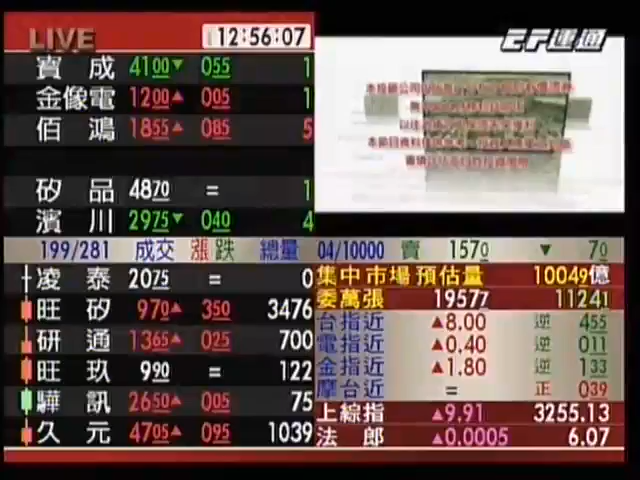 LIVE
12:56:07
EF運通
寶成 4100▼ 055 1
金像電 1200▲ 005 1
佰鴻 1855▲ 085 5
矽品 4870 = 1
濱川 2975▼ 040 4
199/281 成交 漲跌 總量
04/10000 賣 1570 ▼ 70
凌泰 2075 = 0
旺矽 970▲ 350 3476
研通 1365▲ 025 700
旺玖 990 = 122
驊訊 2650▲ 005 75
久元 4705▲ 095 1039
集中市場預估量 10049億
委萬張 19577 11241
台指近 ▲8.00 逆 455
電指近 ▲0.40 逆 011
金指近 ▲1.80 逆 133
摩台近 = 正 039
上綜指 ▲9.91 3255.13
法郎 ▲0.0005 6.07